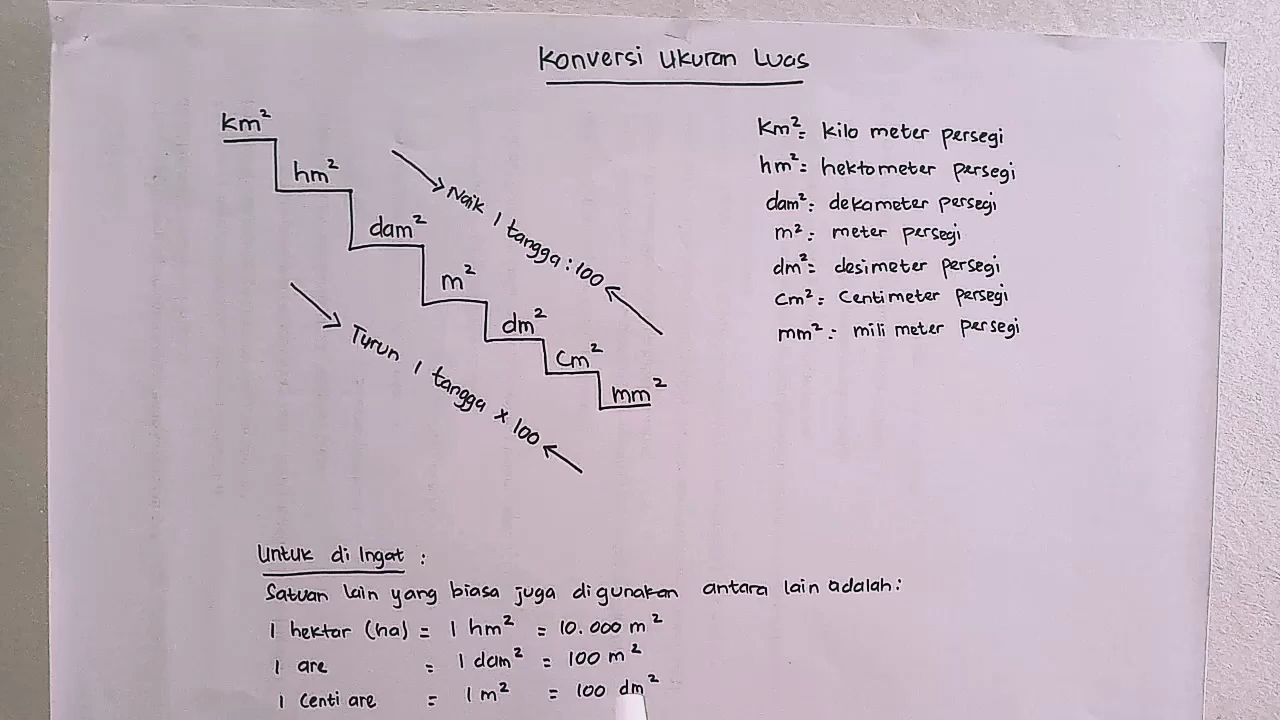 Konversi Ukuran Luas
km²
hm²
dam²
m²
dm²
cm²
mm²
Naik 1 tangga : 100
Turun 1 tangga x 100
Km² = kilo meter persegi
hm² = hektometer persegi
dam² = dekameter persegi
m² = meter persegi
dm² = desimeter persegi
cm² = Centimeter persegi
mm² = mili meter persegi
Untuk di Ingat :
Satuan lain yang biasa juga digunakan antara lain adalah :
1 hektar (ha) = 1 hm² = 10.000 m²
1 are = 1 dam² = 100 m²
1 Centi are = 1 m² = 100 dm²